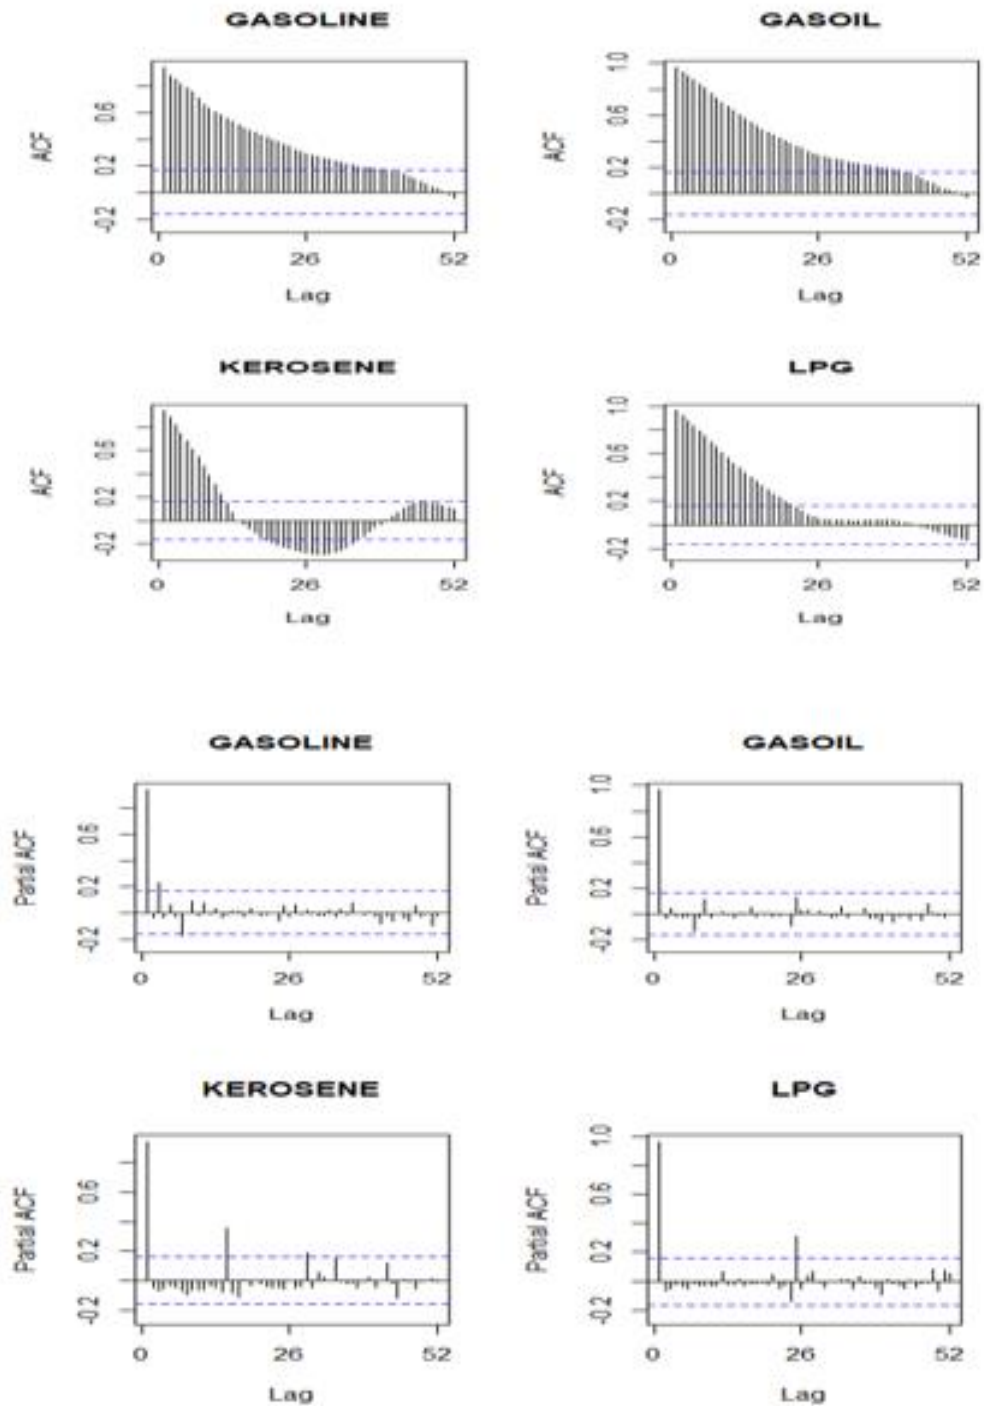 GASOLINE
GASOIL
ACF
0.6
0.2
-0.2
0 26 52
Lag
ACF
1.0
0.6
0.2
-0.2
0 26 52
Lag
KEROSENE
LPG
ACF
0.6
0.2
-0.2
0 26 52
Lag
ACF
1.0
0.6
0.2
-0.2
0 26 52
Lag
GASOLINE
GASOIL
Partial ACF
0.6
0.2
-0.2
0 26 52
Lag
Partial ACF
1.0
0.6
0.2
-0.2
0 26 52
Lag
KEROSENE
LPG
Partial ACF
0.6
0.2
-0.2
0 26 52
Lag
Partial ACF
1.0
0.6
0.2
-0.2
0 26 52
Lag